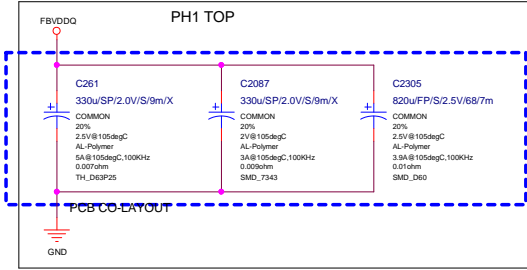 PH1 TOP
FBVDDQ
C261
330u/SP/2.0V/S/9m/X
COMMON
20%
2.5V@105degC
AL-Polymer
5A@105degC,100KHz
0.007ohm
TH_D63P25
C2087
330u/SP/2.0V/S/9m/X
COMMON
20%
2V@105degC
AL-Polymer
3A@105degC,100KHz
0.009ohm
SMD_7343
C2305
820u/FP/S/2.5V/68/7m
COMMON
20%
2.5V@105degC
AL-Polymer
3.9A@105degC,100KHz
0.01ohm
SMD_D60
PCB CO-LAYOUT
GND